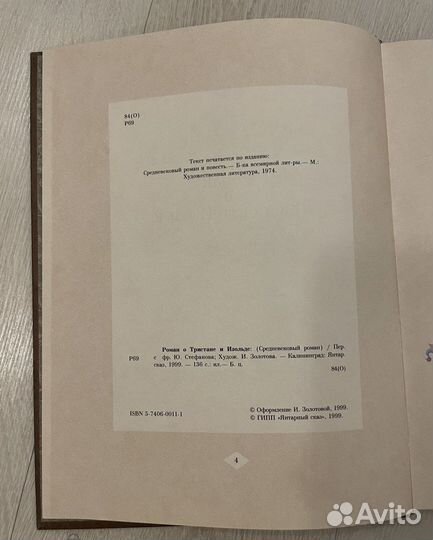 84(О)
Р69
Текст печатается по изданию:
Средневековый роман и повесть.— Б-ка всемирной лит-ры.— М.:
Художественная литература, 1974.
Роман о Тристане и Изольде: (Средневековый роман) / Пер.
Р69 с фр. Ю. Стефанова; Худож. И. Золотова. — Калининград: Янтар.
сказ, 1999. — 136 с.: ил.— Б. ц.
84(О)
ISBN 5-7406-0011-1
© Оформление И. Золотовой, 1999.
© ГИПП «Янтарный сказ», 1999.
4
Avito